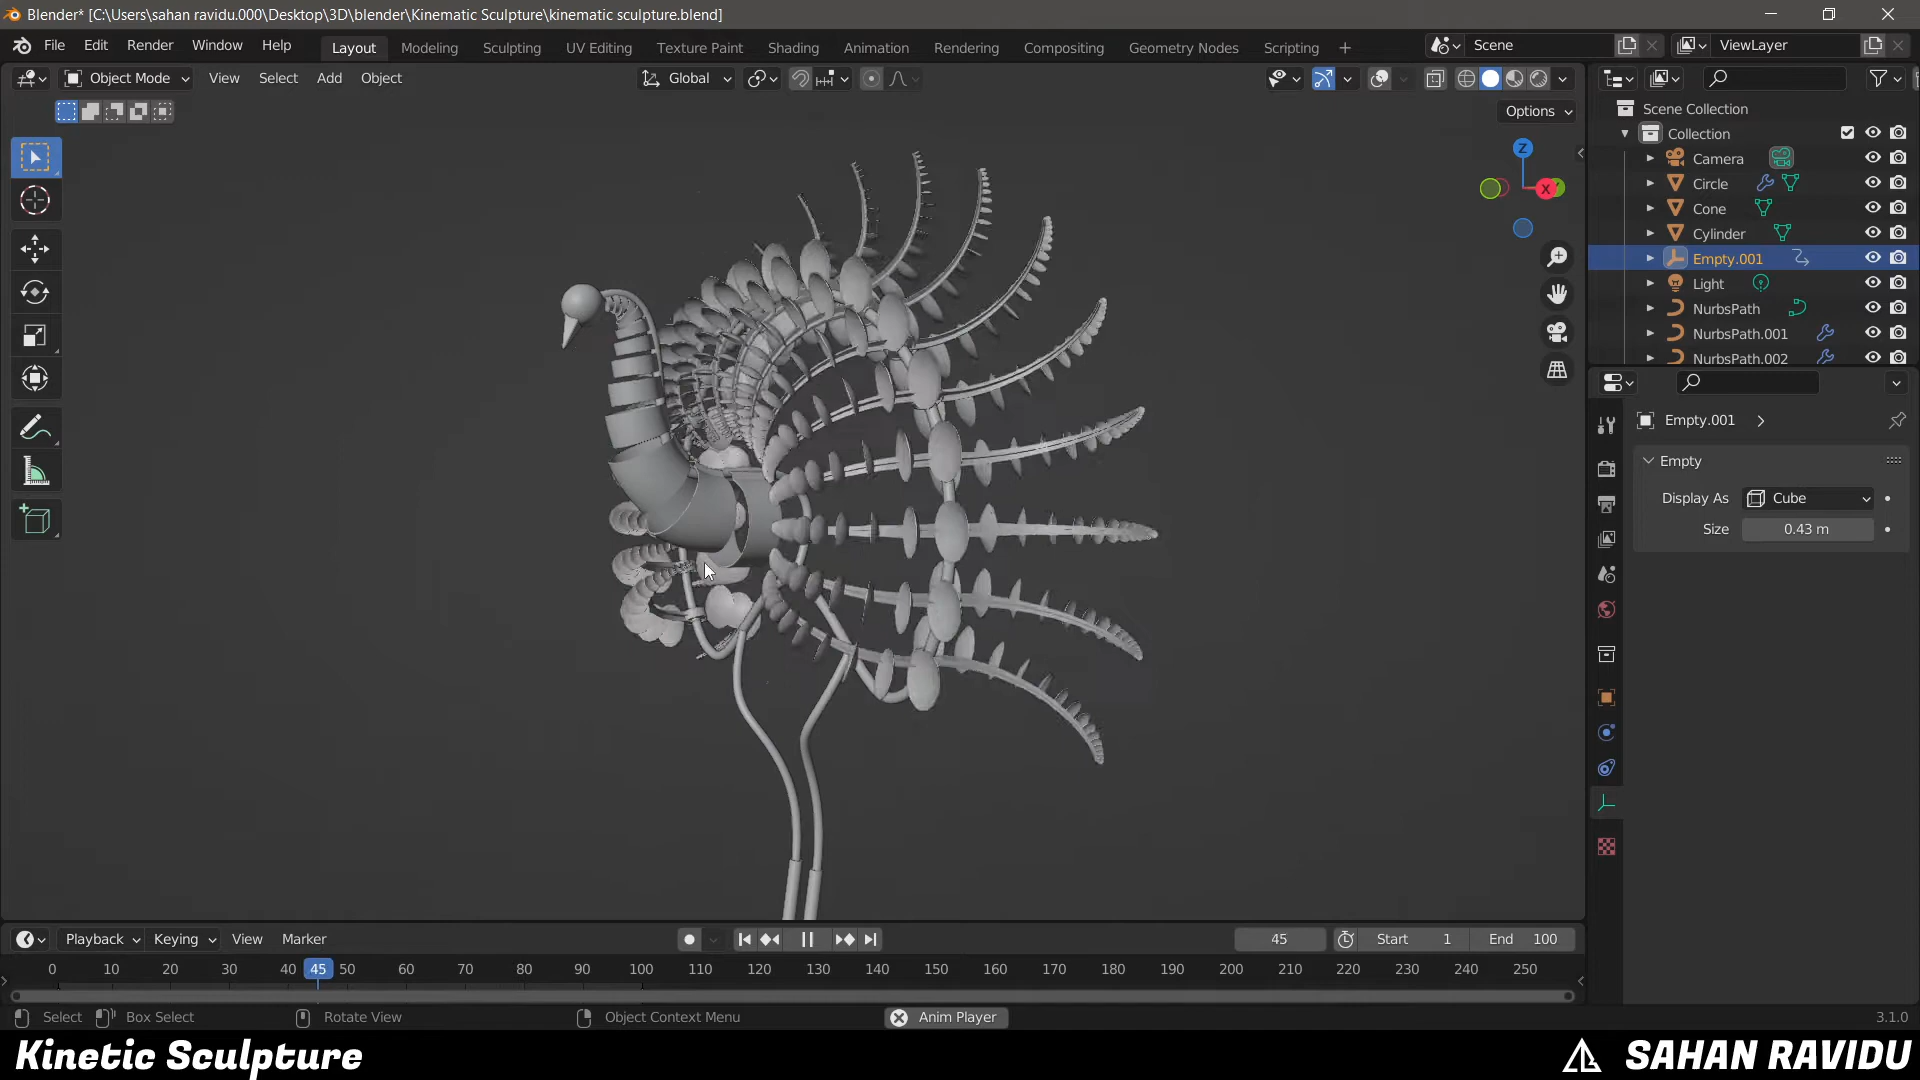 Blender* [C:\Users\sahan ravidu.000\Desktop\3D\blender\Kinematic Sculpture\kinematic sculpture.blend]
File Edit Render Window Help Layout Modeling Sculpting UV Editing Texture Paint Shading Animation Rendering Compositing Geometry Nodes Scripting + Scene ViewLayer
Object Mode View Select Add Object Global
Options
Z
X
Scene Collection
Collection
Camera
Circle
Cone
Cylinder
Empty.001
Light
NurbsPath
NurbsPath.001
NurbsPath.002
Empty.001
Empty
Display As Cube
Size 0.43 m
Playback Keying View Marker 45 Start 1 End 100
0 10 20 30 40 45 50 60 70 80 90 100 110 120 130 140 150 160 170 180 190 200 210 220 230 240 250
Select Box Select Rotate View Object Context Menu Anim Player 3.1.0
Kinetic Sculpture SAHAN RAVIDU